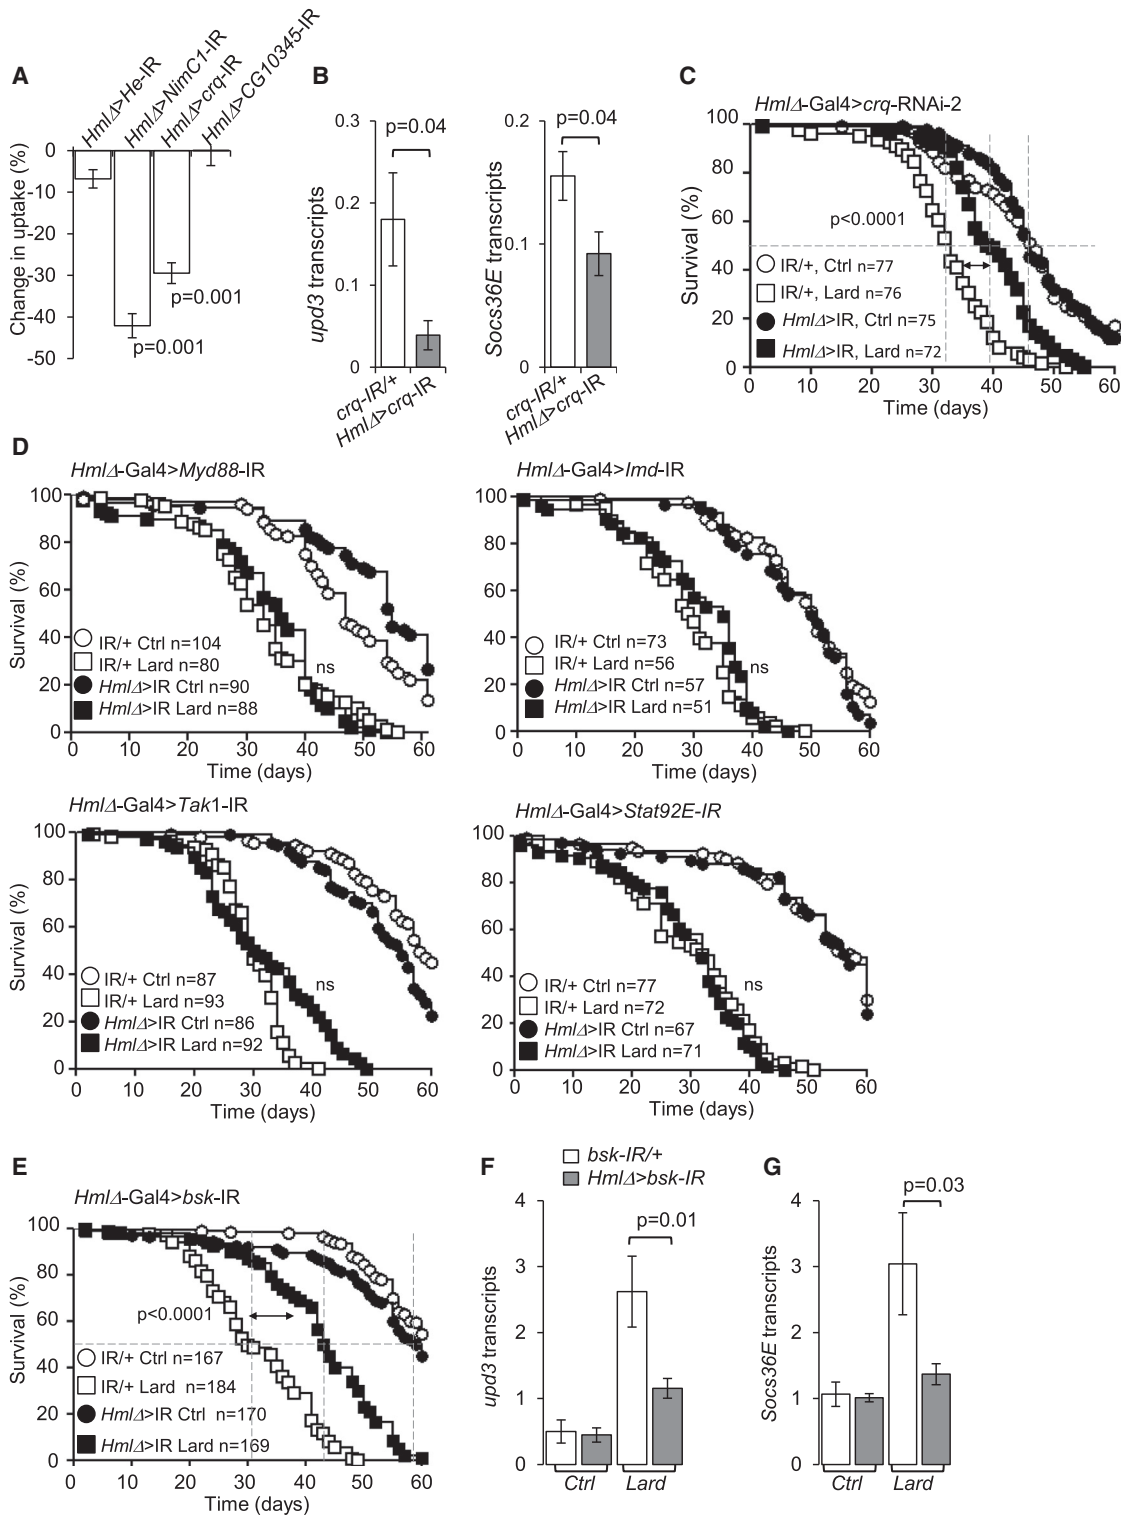 A
HmlΔ>He-IR
HmlΔ>NimC1-IR
HmlΔ>crq-IR
HmlΔ>CG10345-IR
Change in uptake (%)
0
-10
-20
-30
-40
-50
p=0.001
p=0.001
B
upd3 transcripts
0.3
0.2
0.1
0
p=0.04
crq-IR/+
HmlΔ>crq-IR
Socs36E transcripts
0.2
0.1
0
p=0.04
crq-IR/+
HmlΔ>crq-IR
C
HmlΔ-Gal4>crq-RNAi-2
Survival (%)
100
80
60
40
20
0
p<0.0001
IR/+, Ctrl n=77
IR/+, Lard n=76
HmlΔ>IR, Ctrl n=75
HmlΔ>IR, Lard n=72
0 10 20 30 40 50 60
Time (days)
D
HmlΔ-Gal4>Myd88-IR
Survival (%)
100
80
60
40
20
0
IR/+ Ctrl n=104
IR/+ Lard n=80
HmlΔ>IR Ctrl n=90
HmlΔ>IR Lard n=88
ns
0 10 20 30 40 50 60
Time (days)
HmlΔ-Gal4>Imd-IR
Survival (%)
100
80
60
40
20
0
IR/+ Ctrl n=73
IR/+ Lard n=56
HmlΔ>IR Ctrl n=57
HmlΔ>IR Lard n=51
ns
0 10 20 30 40 50 60
Time (days)
HmlΔ-Gal4>Tak1-IR
Survival (%)
100
80
60
40
20
0
IR/+ Ctrl n=87
IR/+ Lard n=93
HmlΔ>IR Ctrl n=86
HmlΔ>IR Lard n=92
ns
0 10 20 30 40 50 60
Time (days)
HmlΔ-Gal4>Stat92E-IR
Survival (%)
100
80
60
40
20
0
IR/+ Ctrl n=77
IR/+ Lard n=72
HmlΔ>IR Ctrl n=67
HmlΔ>IR Lard n=71
ns
0 10 20 30 40 50 60
Time (days)
E
HmlΔ-Gal4>bsk-IR
Survival (%)
100
80
60
40
20
0
p<0.0001
IR/+ Ctrl n=167
IR/+ Lard n=184
HmlΔ>IR Ctrl n=170
HmlΔ>IR Lard n=169
0 10 20 30 40 50 60
Time (days)
F
bsk-IR/+
HmlΔ>bsk-IR
upd3 transcripts
4
3
2
1
0
p=0.01
Ctrl Lard
G
Socs36E transcripts
4
3
2
1
0
p=0.03
Ctrl Lard